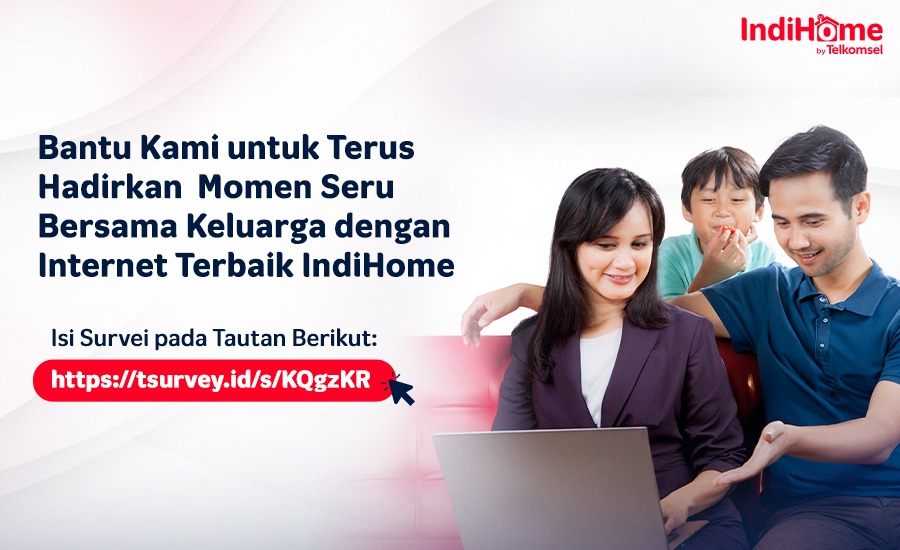 IndiHome
by Telkomsel
Bantu Kami untuk Terus
Hadirkan Momen Seru
Bersama Keluarga dengan
Internet Terbaik IndiHome
Isi Survei pada Tautan Berikut:
https://tsurvey.id/s/KQgzKR